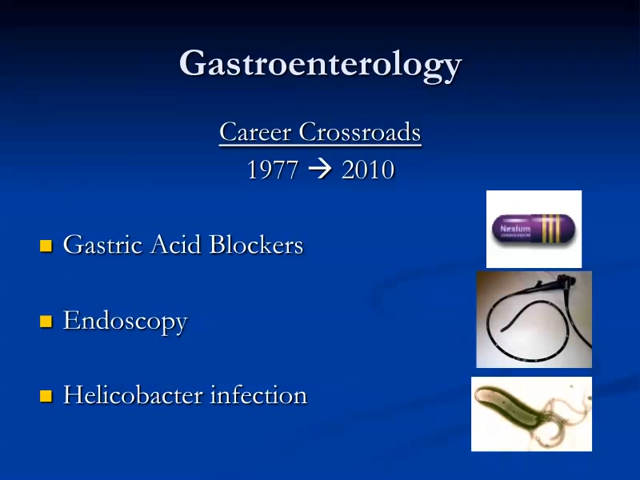 Gastroenterology
Career Crossroads
1977 → 2010
Gastric Acid Blockers
Nexium
Endoscopy
Helicobacter infection